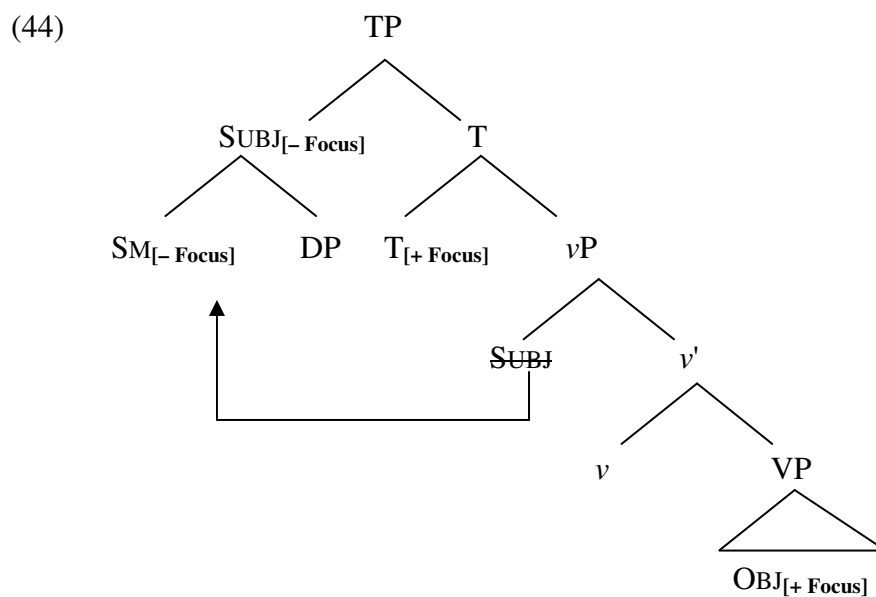 (44) TP
SUBJ[– Focus] T
SM[– Focus] DP T[+ Focus] vP
SUBJ v'
v VP
OBJ[+ Focus]